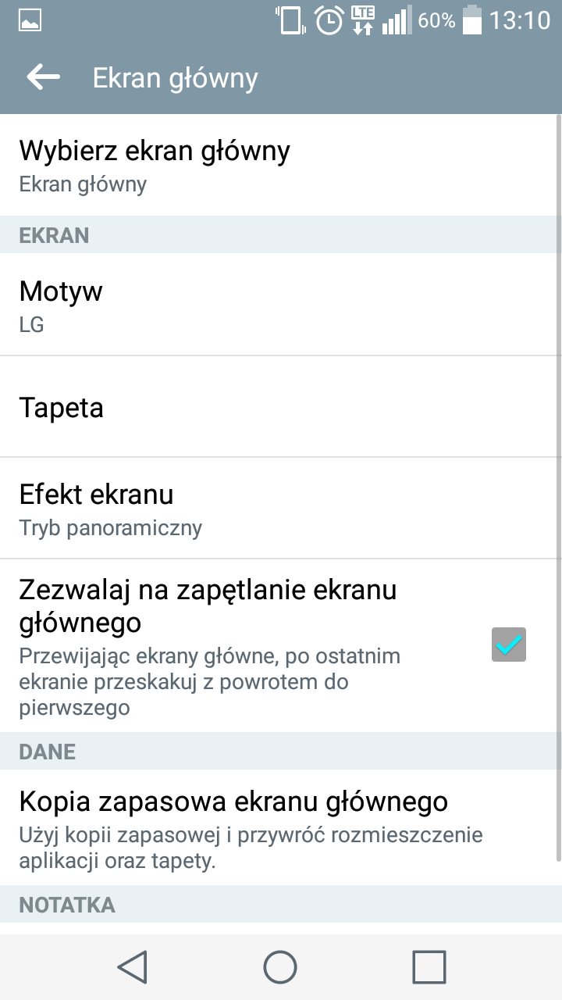 LTE 60% 13:10
Ekran główny
Wybierz ekran główny
Ekran główny
EKRAN
Motyw
LG
Tapeta
Efekt ekranu
Tryb panoramiczny
Zezwalaj na zapętlanie ekranu
głównego
Przewijając ekrany główne, po ostatnim
ekranie przeskakuj z powrotem do
pierwszego
DANE
Kopia zapasowa ekranu głównego
Użyj kopii zapasowej i przywróć rozmieszczenie
aplikacji oraz tapety.
NOTATKA